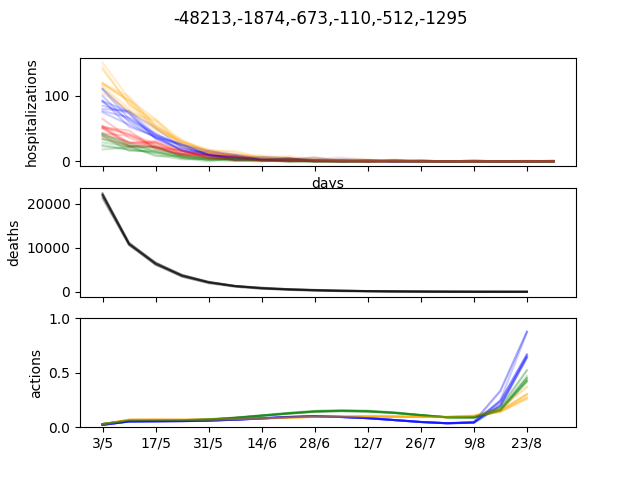 -48213,-1874,-673,-110,-512,-1295
hospitalizations
100
0
days
deaths
20000
10000
0
actions
1.0
0.5
0.0
3/5 17/5 31/5 14/6 28/6 12/7 26/7 9/8 23/8